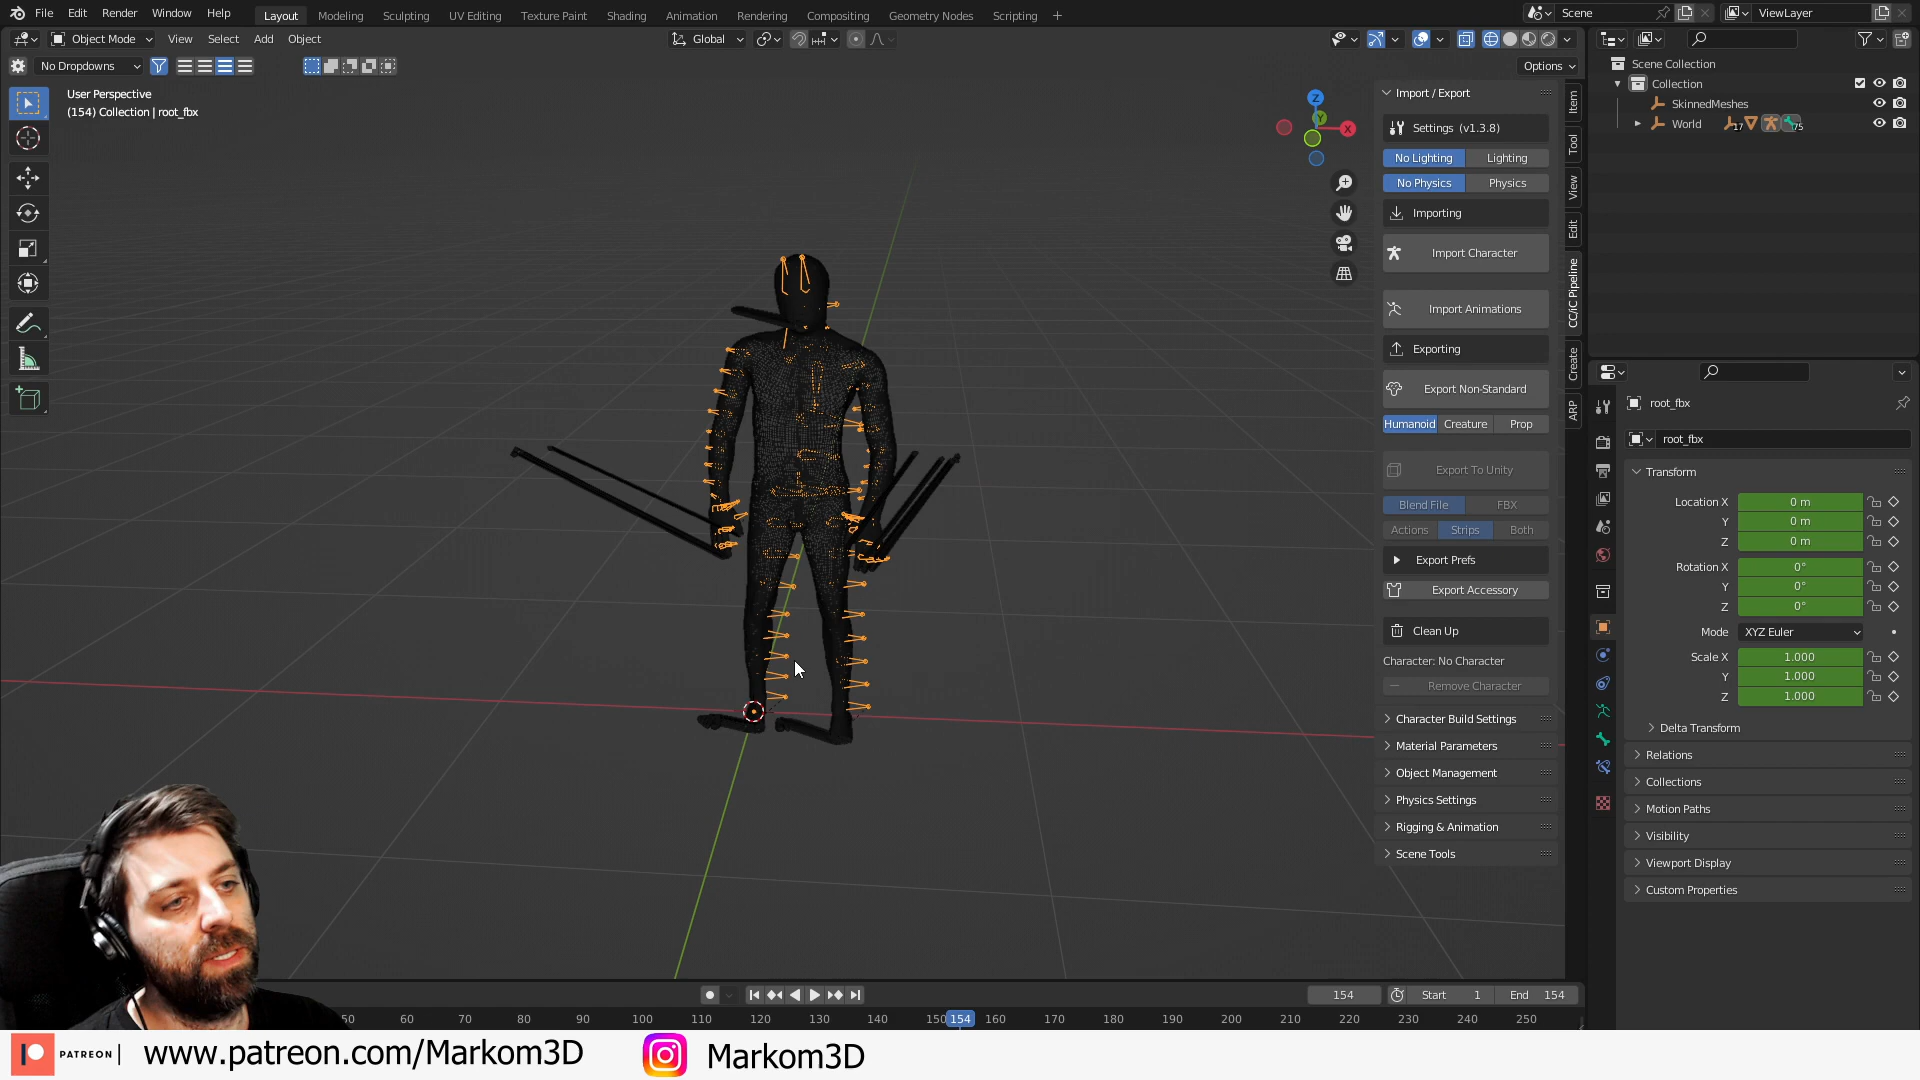 File Edit Render Window Help Layout Modeling Sculpting UV Editing Texture Paint Shading Animation Rendering Compositing Geometry Nodes Scripting + Scene ViewLayer
Object Mode View Select Add Object Global
No Dropdowns Options
User Perspective
(154) Collection | root_fbx
Z
Y
X
Import / Export
Settings (v1.3.8)
No Lighting Lighting
No Physics Physics
Importing
Import Character
Import Animations
Exporting
Export Non-Standard
Humanoid Creature Prop
Export To Unity
Blend File FBX
Actions Strips Both
Export Prefs
Export Accessory
Clean Up
Character: No Character
Remove Character
Character Build Settings
Material Parameters
Object Management
Physics Settings
Rigging & Animation
Scene Tools
Item
Tool
View
Edit
CC/iC Pipeline
Create
ARP
Scene Collection
Collection
SkinnedMeshes
World 17 75
root_fbx
root_fbx
Transform
Location X 0 m
Y 0 m
Z 0 m
Rotation X 0°
Y 0°
Z 0°
Mode XYZ Euler
Scale X 1.000
Y 1.000
Z 1.000
Delta Transform
Relations
Collections
Motion Paths
Visibility
Viewport Display
Custom Properties
154 Start 1 End 154
50 60 70 80 90 100 110 120 130 140 150 154 160 170 180 190 200 210 220 230 240 250
PATREON | www.patreon.com/Markom3D Markom3D